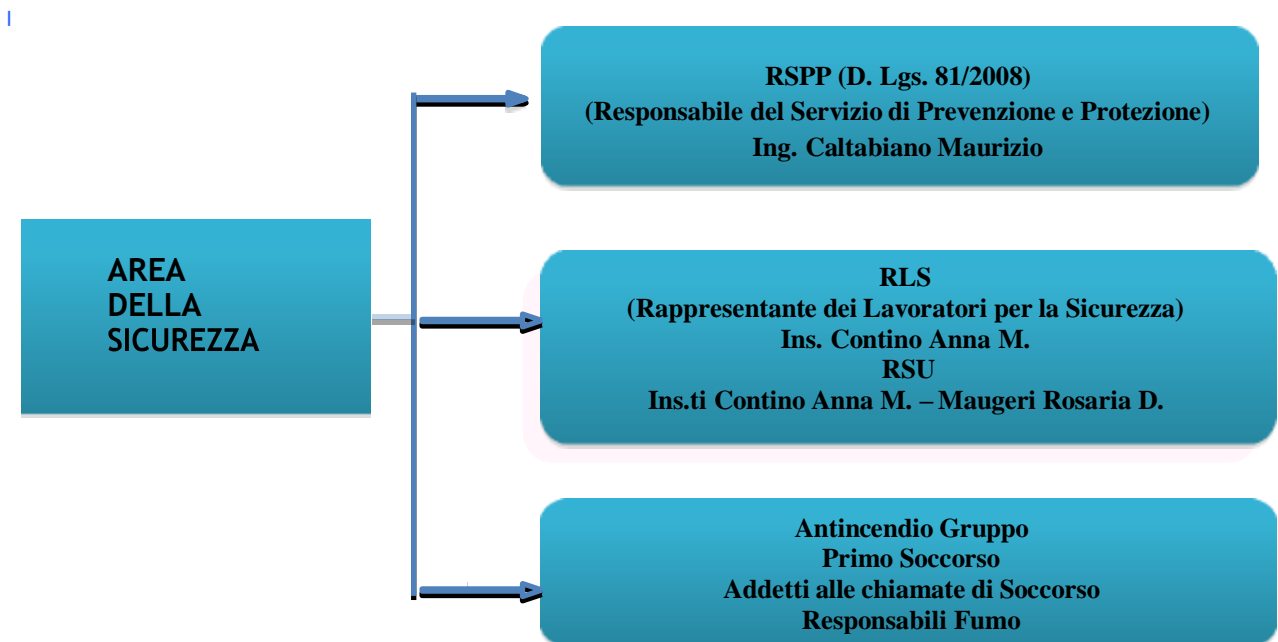 AREA
DELLA
SICUREZZA
RSPP (D. Lgs. 81/2008)
(Responsabile del Servizio di Prevenzione e Protezione)
Ing. Caltabiano Maurizio
RLS
(Rappresentante dei Lavoratori per la Sicurezza)
Ins. Contino Anna M.
RSU
Ins.ti Contino Anna M. – Maugeri Rosaria D.
Antincendio Gruppo
Primo Soccorso
Addetti alle chiamate di Soccorso
Responsabili Fumo